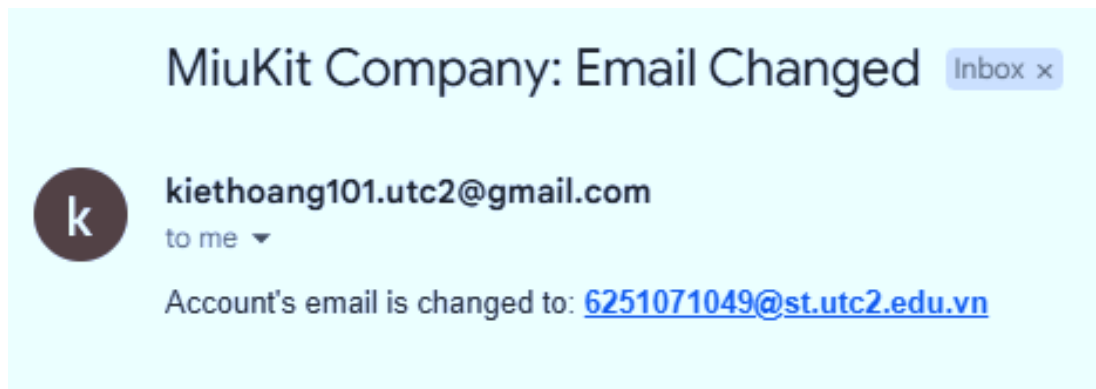 MiuKit Company: Email Changed Inbox ×
k
kiethoang101.utc2@gmail.com
to me
Account's email is changed to: 6251071049@st.utc2.edu.vn